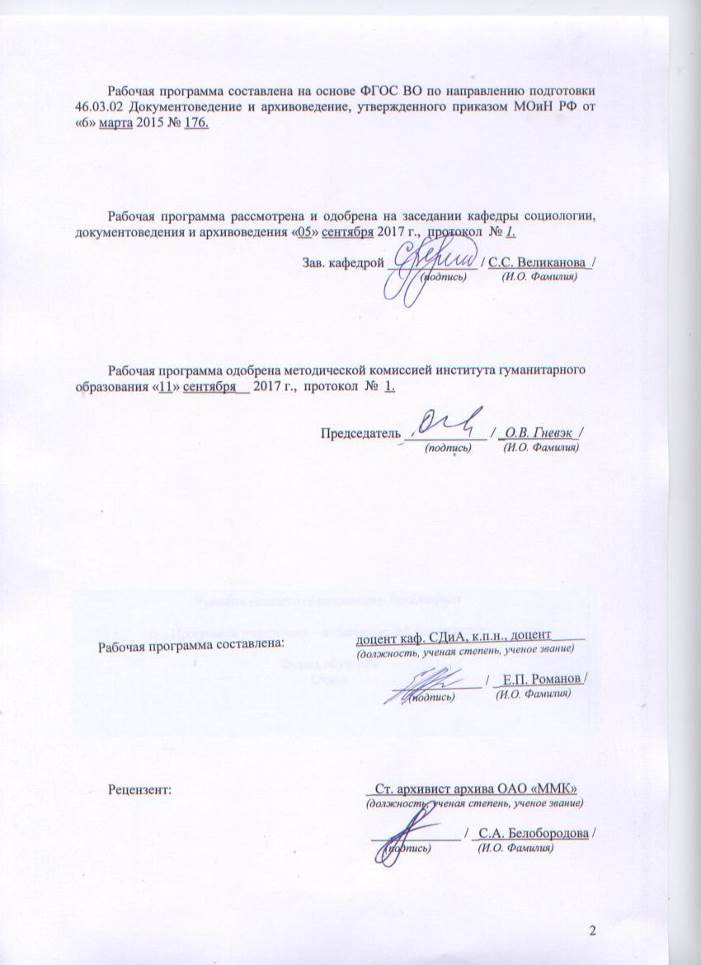 Рабочая программа составлена на основе ФГОС ВО по направлению подготовки
46.03.02 Документоведение и архивоведение, утвержденного приказом МОиН РФ от
«6» марта 2015 № 176.
Рабочая программа рассмотрена и одобрена на заседании кафедры социологии,
документоведения и архивоведения «05» сентября 2017 г., протокол № 1.
Зав. кафедрой / С.С. Великанова /
(подпись) (И.О. Фамилия)
Рабочая программа одобрена методической комиссией института гуманитарного
образования «11» сентября 2017 г., протокол № 1.
Председатель / О.В. Гневэк /
(подпись) (И.О. Фамилия)
Рабочая программа составлена: доцент каф. СДиА, к.п.н., доцент
(должность, ученая степень, ученое звание)
/ Е.П. Романов /
(подпись) (И.О. Фамилия)
Рецензент: Ст. архивист архива ОАО «ММК»
(должность, ученая степень, ученое звание)
/ С.А. Белобородова /
(подпись) (И.О. Фамилия)
2